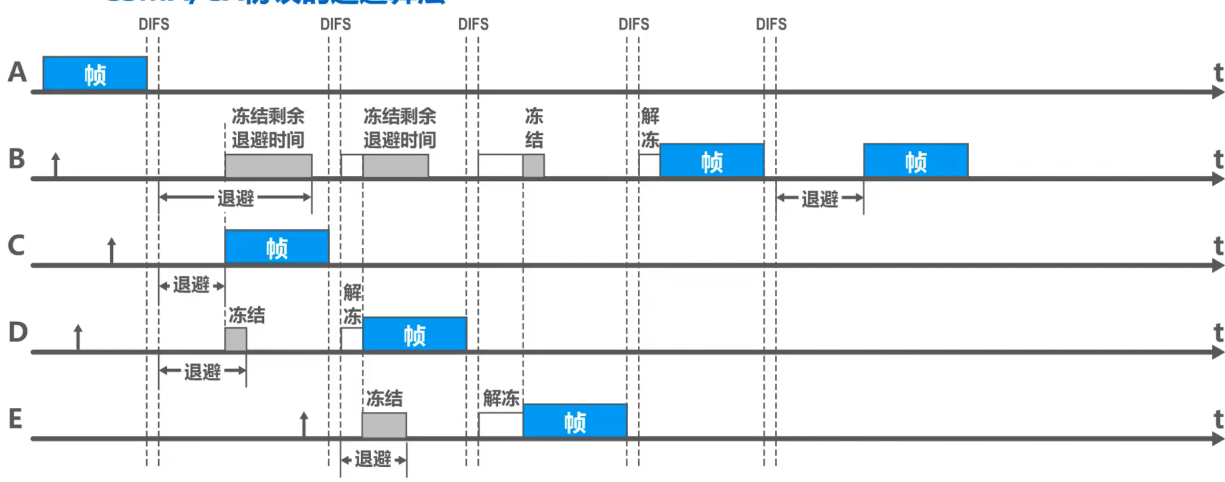 DIFS DIFS DIFS DIFS DIFS
A 帧 t
冻结剩余 冻结剩余 冻 解
退避时间 退避时间 结 冻
B 帧 帧 t
退避 退避
C 帧 t
退避 解
冻结 冻
D 帧 t
退避
冻结 解冻
E 帧 t
退避